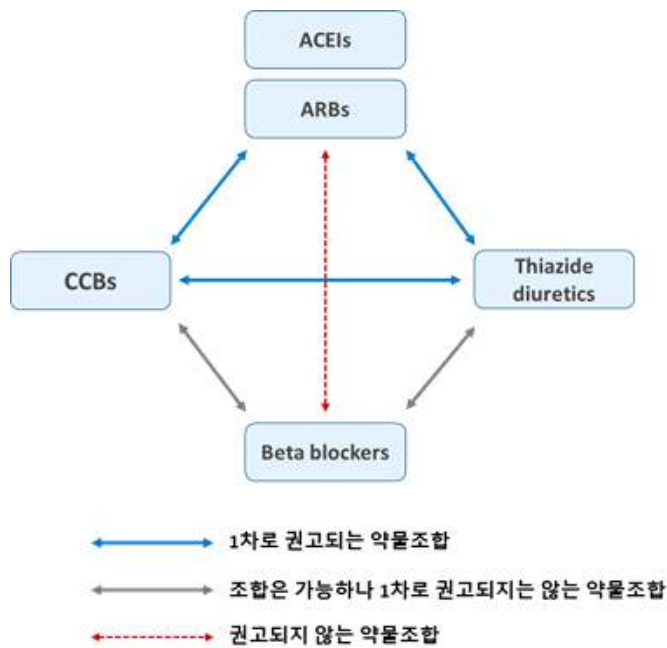 ACEIs
ARBs
CCBs
Thiazide
diuretics
Beta blockers
1차로 권고되는 약물조합
조합은 가능하나 1차로 권고되지는 않는 약물조합
권고되지 않는 약물조합